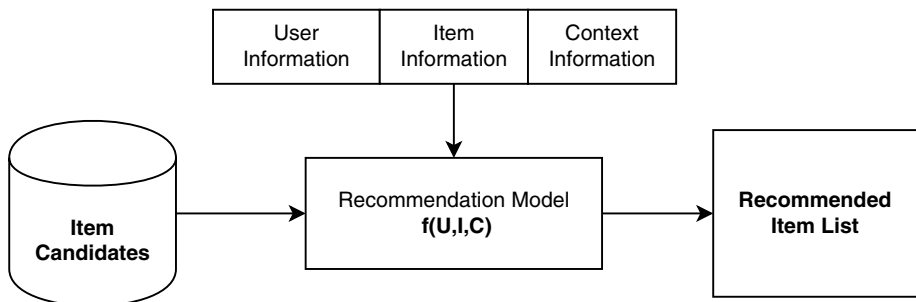 User
Information
Item
Information
Context
Information
Item
Candidates
Recommendation Model
f(U,I,C)
Recommended
Item List